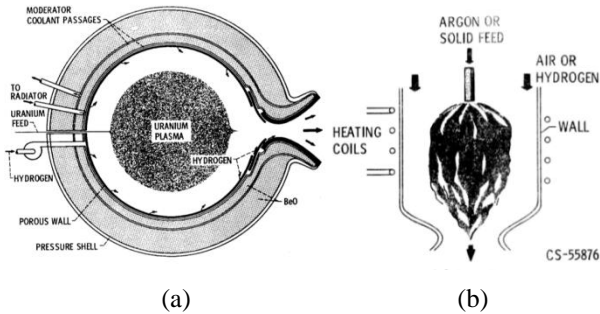 MODERATOR
COOLANT PASSAGES
TO
RADIATOR
URANIUM
FEED
HYDROGEN
POROUS WALL
PRESSURE SHELL
URANIUM
PLASMA
HYDROGEN
BeO
HEATING
COILS
ARGON OR
SOLID FEED
AIR OR
HYDROGEN
WALL
CS-55876
(a)
(b)